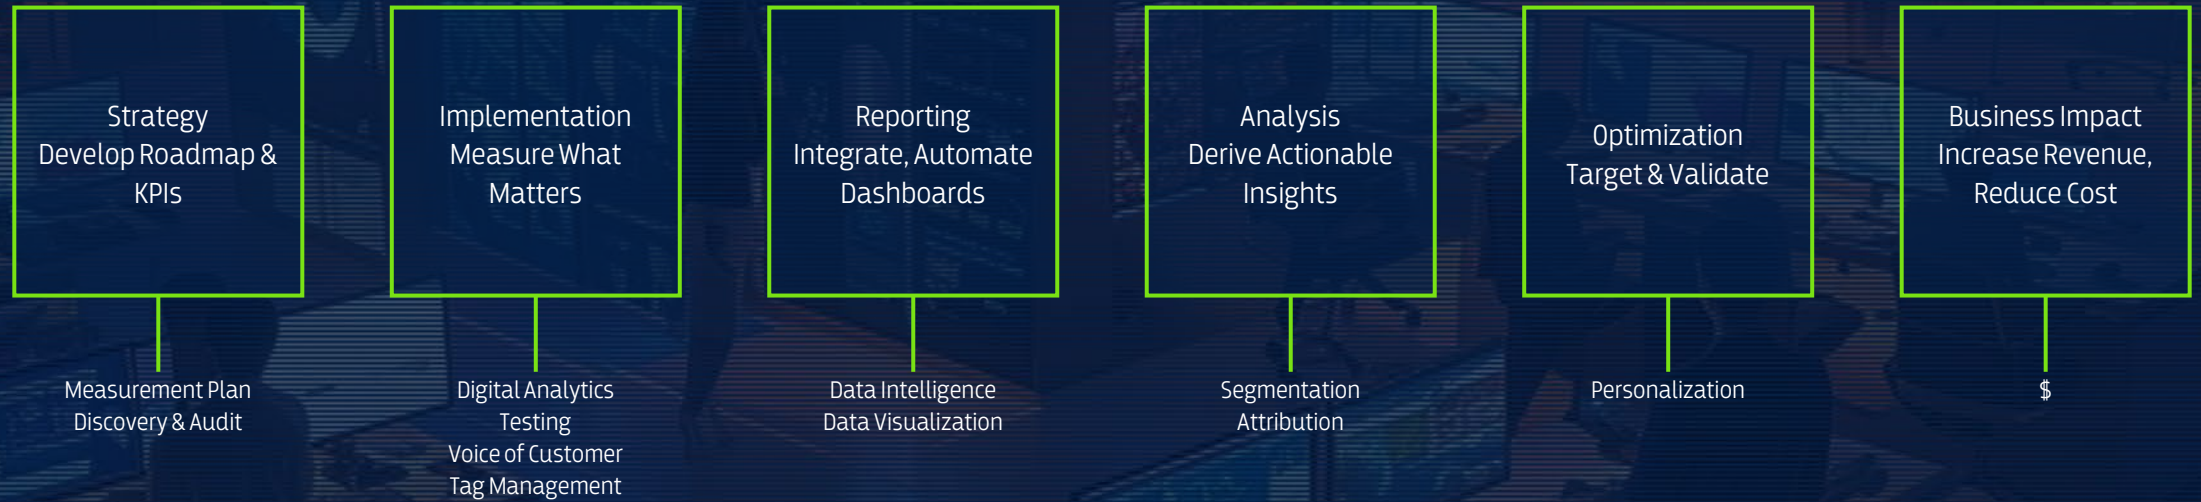 Strategy
Develop Roadmap &
KPIs
Measurement Plan
Discovery & Audit
Implementation
Measure What
Matters
Digital Analytics
Testing
Voice of Customer
Tag Management
Reporting
Integrate, Automate
Dashboards
Data Intelligence
Data Visualization
Analysis
Derive Actionable
Insights
Segmentation
Attribution
Optimization
Target & Validate
Personalization
Business Impact
Increase Revenue,
Reduce Cost
$